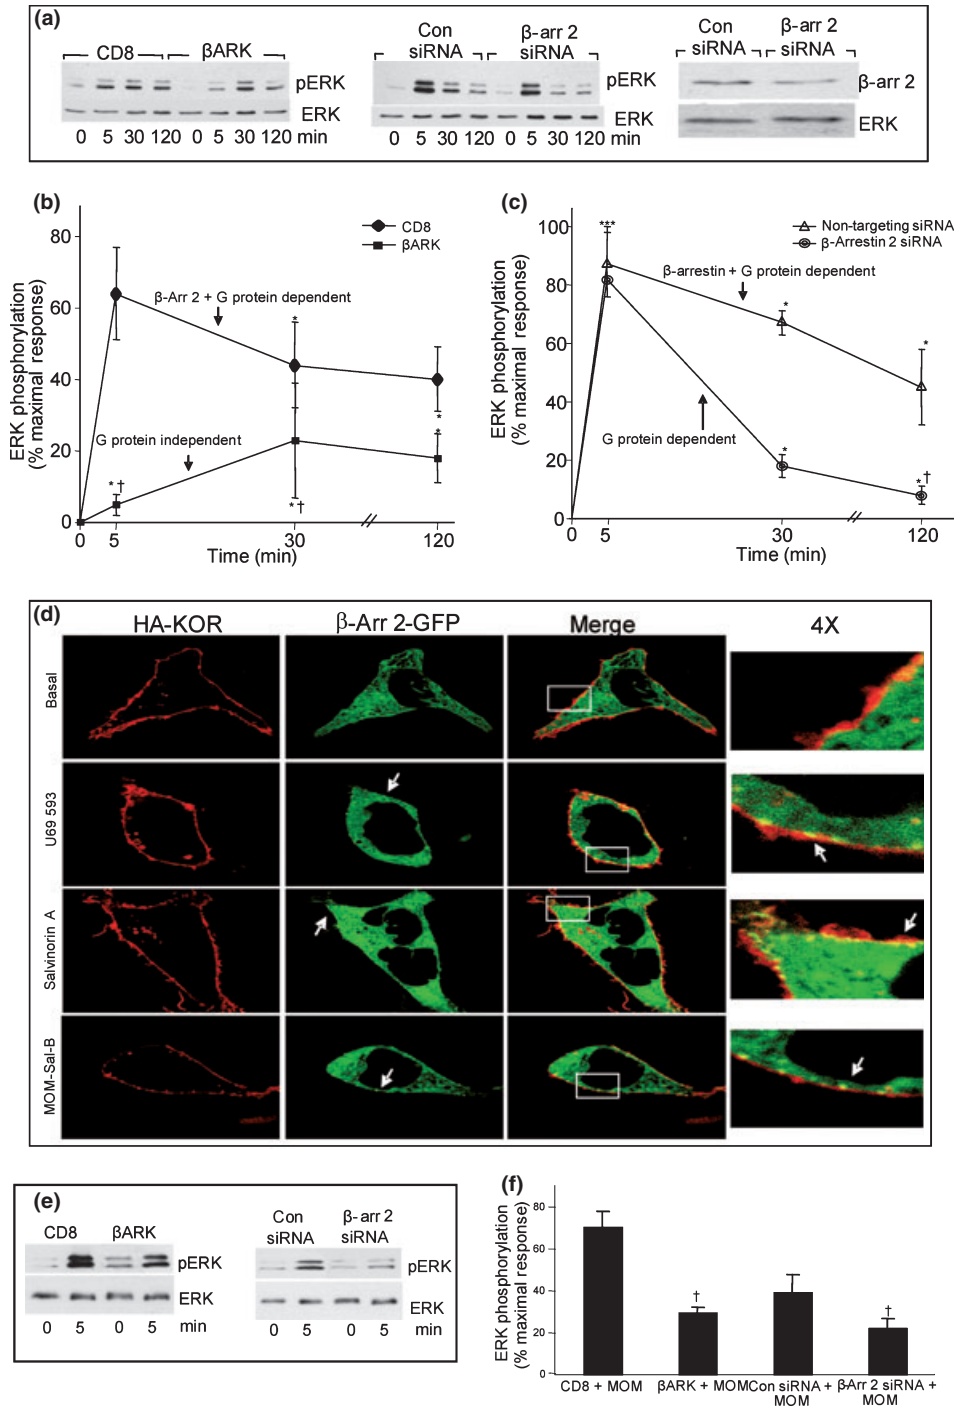 (a)
CD8 βARK
pERK
ERK
0 5 30 120 0 5 30 120 min
Con siRNA
β-arr 2 siRNA
pERK
ERK
0 5 30 120 0 5 30 120 min
Con siRNA
β-arr 2 siRNA
β-arr 2
ERK
(b)
ERK phosphorylation
(% maximal response)
80
60
40
20
0
CD8
βARK
β-Arr 2 + G protein dependent
G protein independent
*
*
*
* †
* †
0 5 30 120
Time (min)
(c)
ERK phosphorylation
(% maximal response)
100
80
60
40
20
0
Non-targeting siRNA
β-Arrestin 2 siRNA
β-arrestin + G protein dependent
G protein dependent
***
*
*
*
* †
0 5 30 120
Time (min)
(d)
HA-KOR β-Arr 2-GFP Merge 4X
Basal
U69 593
Salvinorin A
MOM-Sal-B
(e)
CD8 βARK
pERK
ERK
0 5 0 5 min
Con siRNA
β-arr 2 siRNA
pERK
ERK
0 5 0 5 min
(f)
ERK phosphorylation
(% maximal response)
80
60
40
20
0
†
†
CD8 + MOM
βARK + MOM
Con siRNA + MOM
β-Arr 2 siRNA + MOM